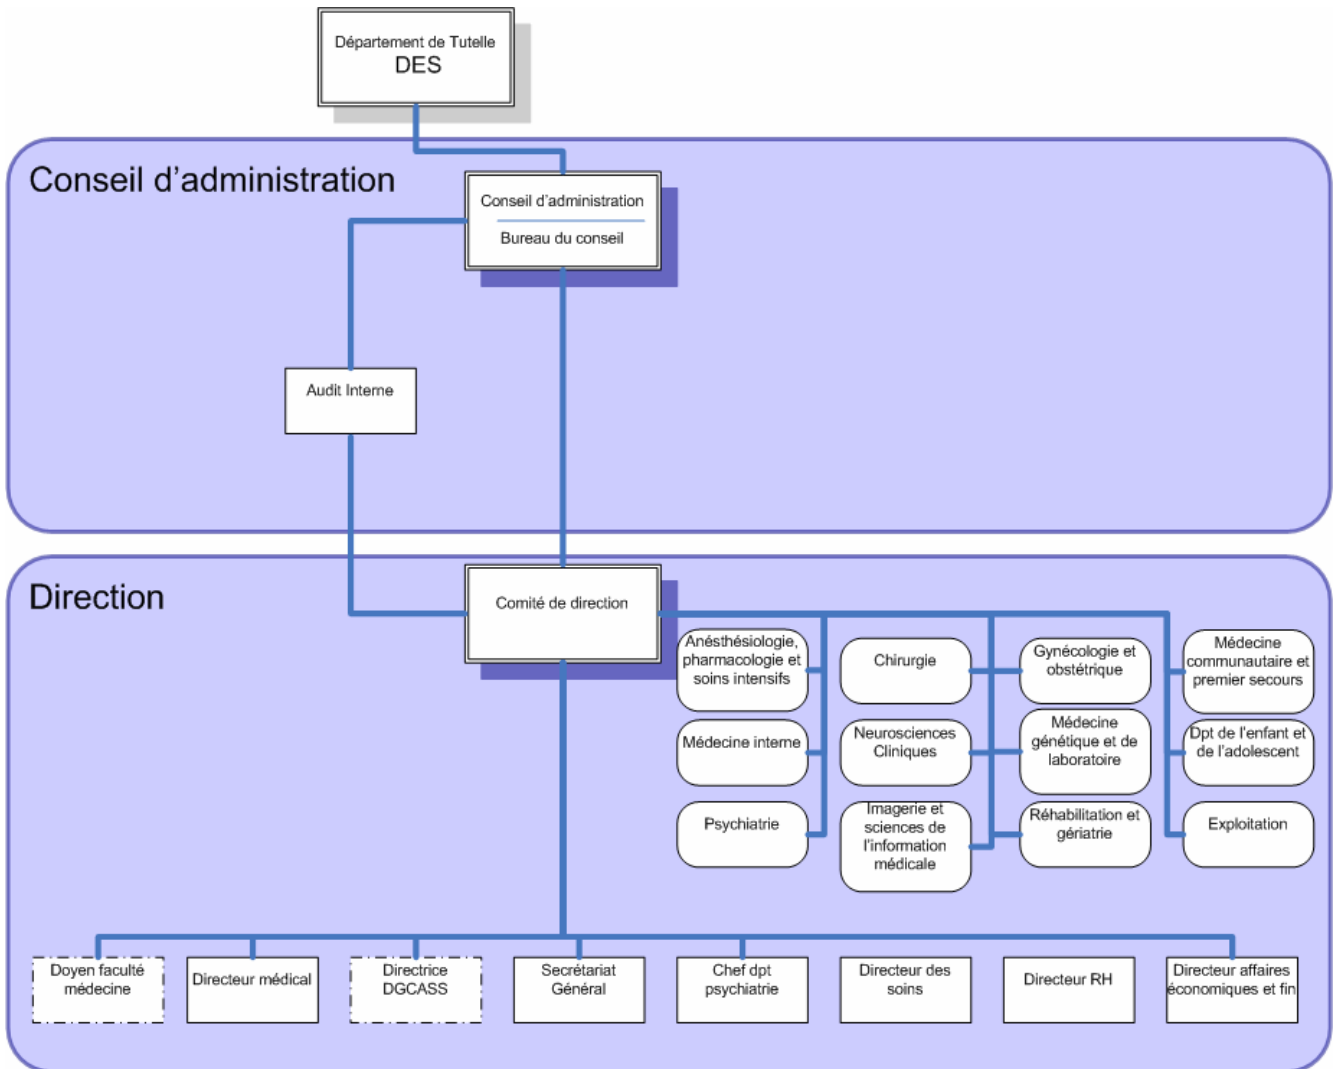 Département de Tutelle
DES
Conseil d'administration
Conseil d'administration
Bureau du conseil
Audit Interne
Direction
Comité de direction
Anésthésiologie,
pharmacologie et
soins intensifs
Chirurgie
Gynécologie et
obstétrique
Médecine
communautaire et
premier secours
Médecine interne
Neurosciences
Cliniques
Médecine
génétique et de
laboratoire
Dpt de l'enfant et
de l'adolescent
Psychiatrie
Imagerie et
sciences de
l'information
médicale
Réhabilitation et
gériatrie
Exploitation
Doyen faculté
médecine
Directeur médical
Directrice
DGCASS
Secrétariat
Général
Chef dpt
psychiatrie
Directeur des
soins
Directeur RH
Directeur affaires
économiques et fin